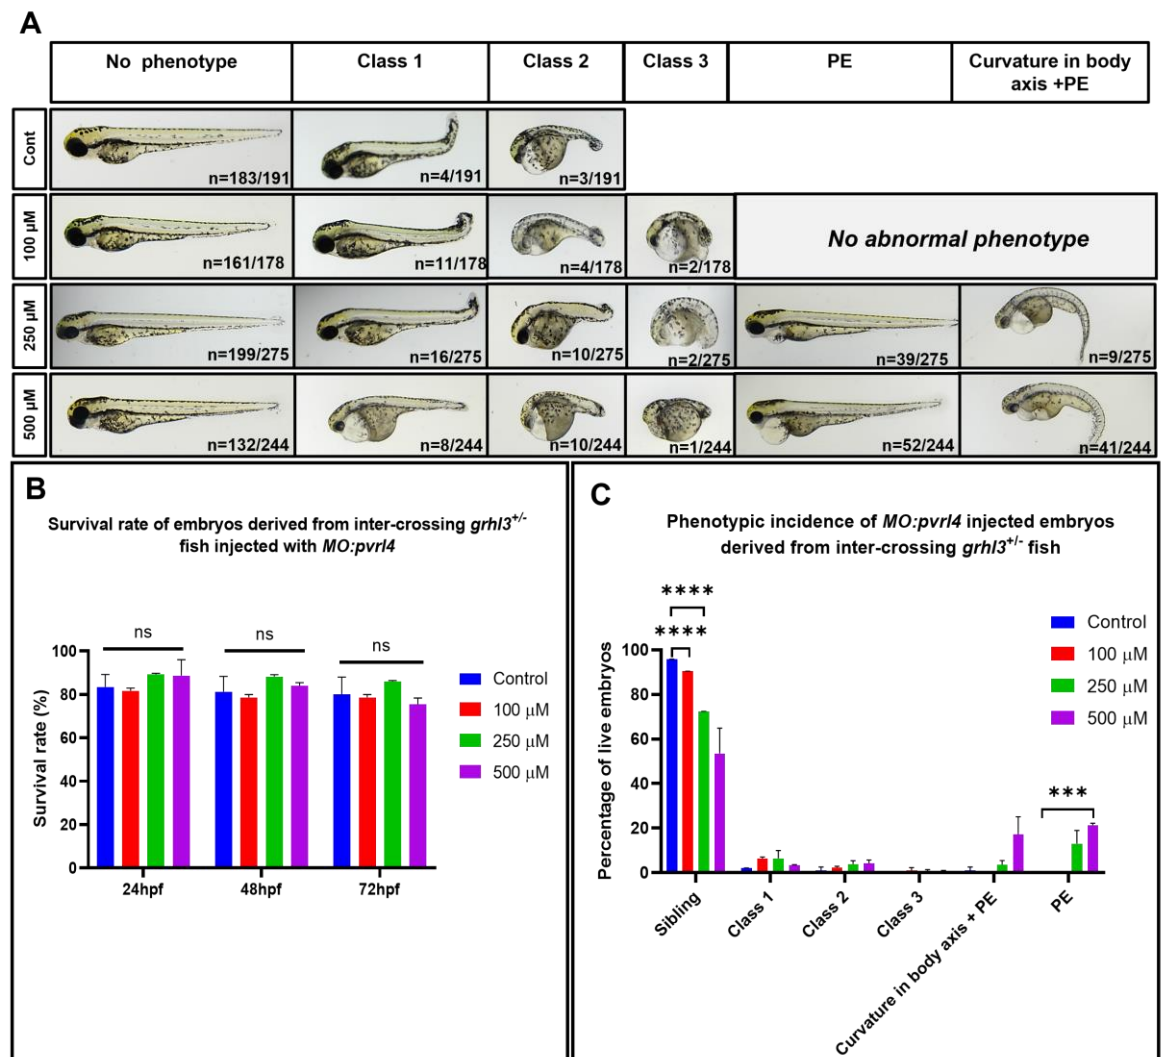 A
No phenotype
Class 1
Class 2
Class 3
PE
Curvature in body
axis +PE
Cont
n=183/191
n=4/191
n=3/191
100 µM
n=161/178
n=11/178
n=4/178
n=2/178
No abnormal phenotype
250 µM
n=199/275
n=16/275
n=10/275
n=2/275
n=39/275
n=9/275
500 µM
n=132/244
n=8/244
n=10/244
n=1/244
n=52/244
n=41/244
B
Survival rate of embryos derived from inter-crossing grhl3+/-
fish injected with MO:pvrl4
Survival rate (%)
100
80
60
40
20
0
ns
ns
ns
24hpf
48hpf
72hpf
Control
100 µM
250 µM
500 µM
C
Phenotypic incidence of MO:pvrl4 injected embryos
derived from inter-crossing grhl3+/- fish
Percentage of live embryos
100
80
60
40
20
0
****
****
***
Sibling
Class 1
Class 2
Class 3
Curvature in body axis + PE
PE
Control
100 µM
250 µM
500 µM